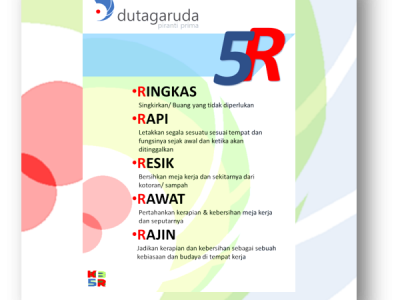 dutagaruda
piranti prima
5R
•RINGKAS
Singkirkan/ Buang yang tidak diperlukan
•RAPI
Letakkan segala sesuatu sesuai tempat dan
fungsinya sejak awal dan ketika akan
ditinggalkan
•RESIK
Bersihkan meja kerja dan sekitarnya dari
kotoran/ sampah
•RAWAT
Pertahankan kerapian & kebersihan meja kerja
dan seputarnya
•RAJIN
Jadikan kerapian dan kebersihan sebagai sebuah
kebiasaan dan budaya di tempat kerja